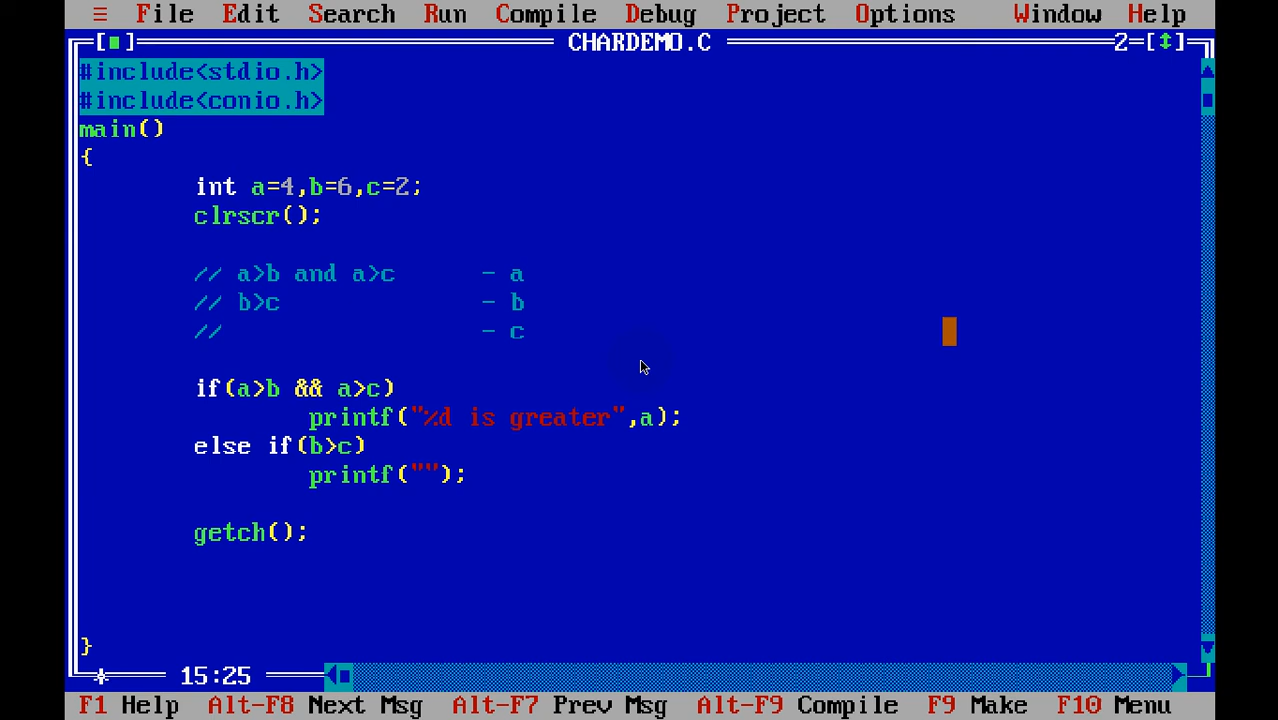 ≡ File Edit Search Run Compile Debug Project Options Window Help
[■] CHARDEMO.C 2=[↕]
#include<stdio.h>
#include<conio.h>
main()
{
int a=4,b=6,c=2;
clrscr();
// a>b and a>c - a
// b>c - b
// - c
if(a>b && a>c)
printf("%d is greater",a);
else if(b>c)
printf("");
getch();
}
* 15:25
F1 Help Alt-F8 Next Msg Alt-F7 Prev Msg Alt-F9 Compile F9 Make F10 Menu